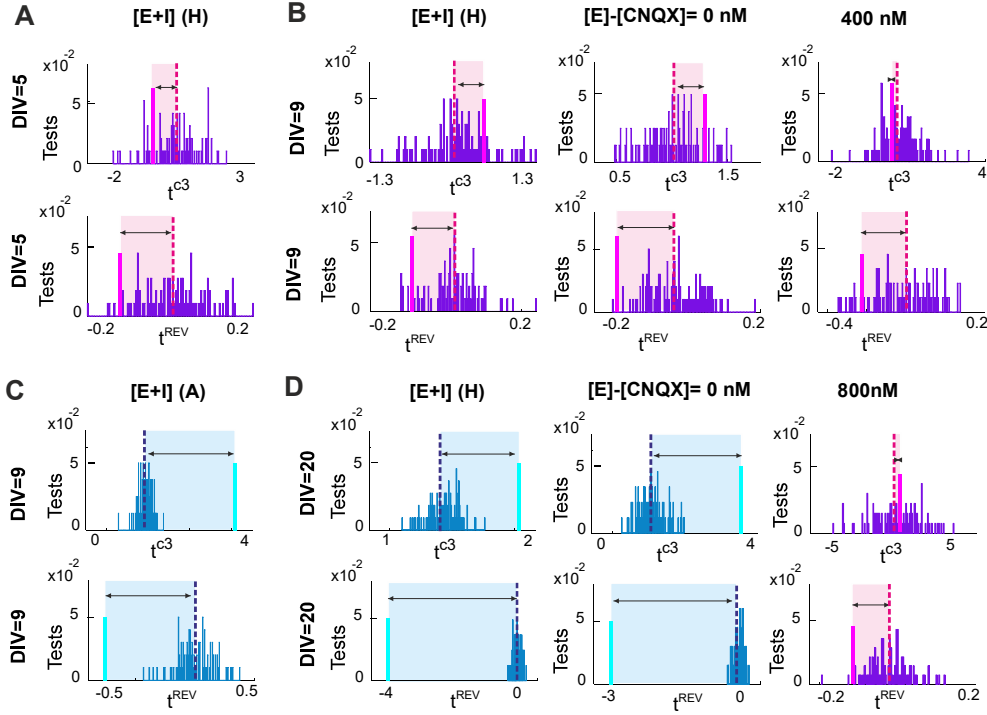 A
[E+I] (H)
B
[E+I] (H)
[E]-[CNQX]= 0 nM
400 nM
DIV=5
x10⁻²
Tests
5
0
-2
3
t^c3
DIV=9
x10⁻²
Tests
5
0
-1.3
1.3
t^c3
x10⁻²
5
0
0.5
1.5
t^c3
x10⁻²
Tests
5
0
-2
4
t^c3
DIV=5
x10⁻²
Tests
5
0
-0.2
0.2
t^REV
DIV=9
x10⁻²
Tests
5
0
-0.2
0.2
t^REV
x10⁻²
Tests
5
0
-0.2
0.2
t^REV
x10⁻²
Tests
5
0
-0.4
0.2
t^REV
C
[E+I] (A)
D
[E+I] (H)
[E]-[CNQX]= 0 nM
800nM
DIV=9
x10⁻²
Tests
5
0
0
4
t^c3
DIV=20
x10⁻²
Tests
5
0
1
2
t^c3
x10⁻²
Tests
5
0
0
4
t^c3
x10⁻²
Tests
5
0
-5
5
t^c3
DIV=9
x10⁻²
Tests
5
0
-0.5
0.5
t^REV
DIV=20
x10⁻²
Tests
5
0
-4
0
t^REV
x10⁻²
Tests
5
0
-3
0
t^REV
x10⁻²
Tests
5
0
-0.2
0.2
t^REV